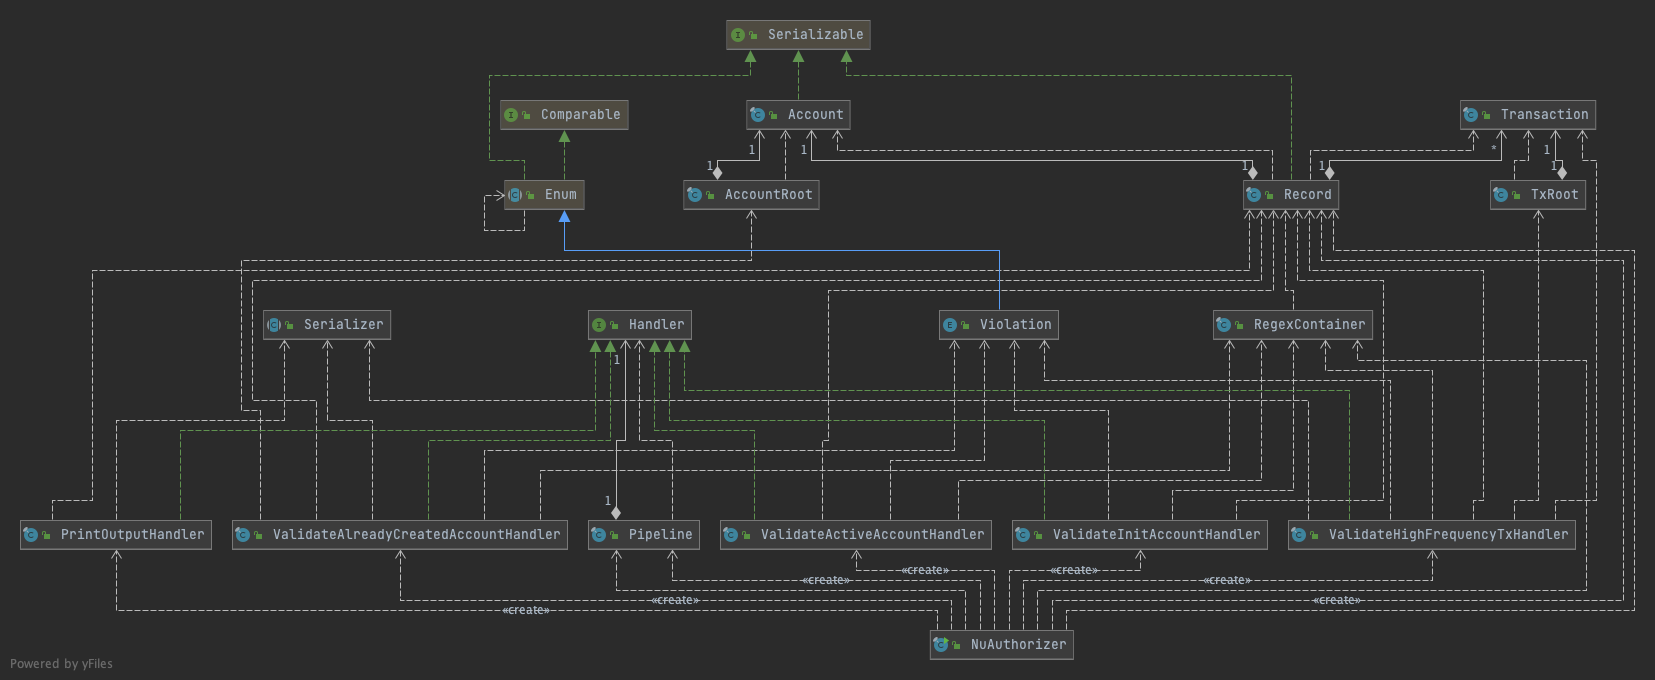 Serializable
Comparable
Account
Transaction
1
1
*
1
1
1
1
1
Enum
AccountRoot
Record
TxRoot
Serializer
Handler
Violation
RegexContainer
1
1
PrintOutputHandler
ValidateAlreadyCreatedAccountHandler
Pipeline
ValidateActiveAccountHandler
ValidateInitAccountHandler
ValidateHighFrequencyTxHandler
«create»
«create»
«create»
«create»
«create»
«create»
«create»
NuAuthorizer
Powered by yFiles